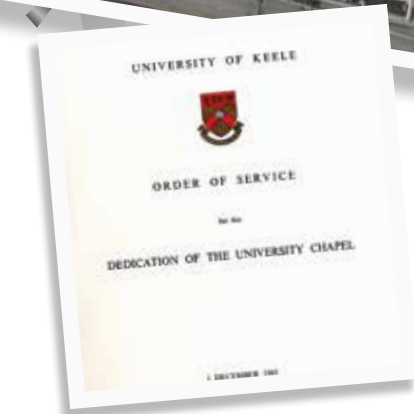 UNIVERSITY OF KEELE
ORDER OF SERVICE
for the
DEDICATION OF THE UNIVERSITY CHAPEL
DECEMBER